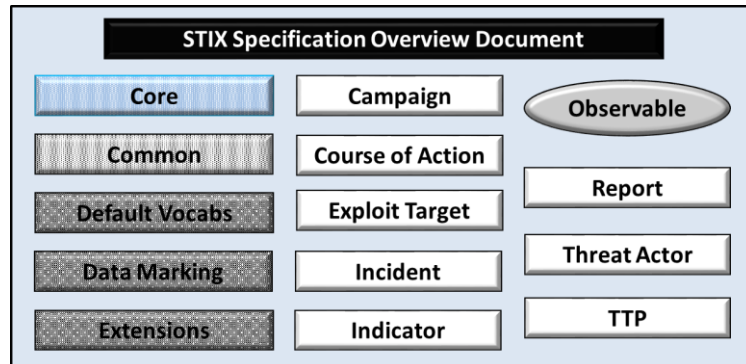 STIX Specification Overview Document
Core
Common
Default Vocabs
Data Marking
Extensions
Campaign
Course of Action
Exploit Target
Incident
Indicator
Observable
Report
Threat Actor
TTP